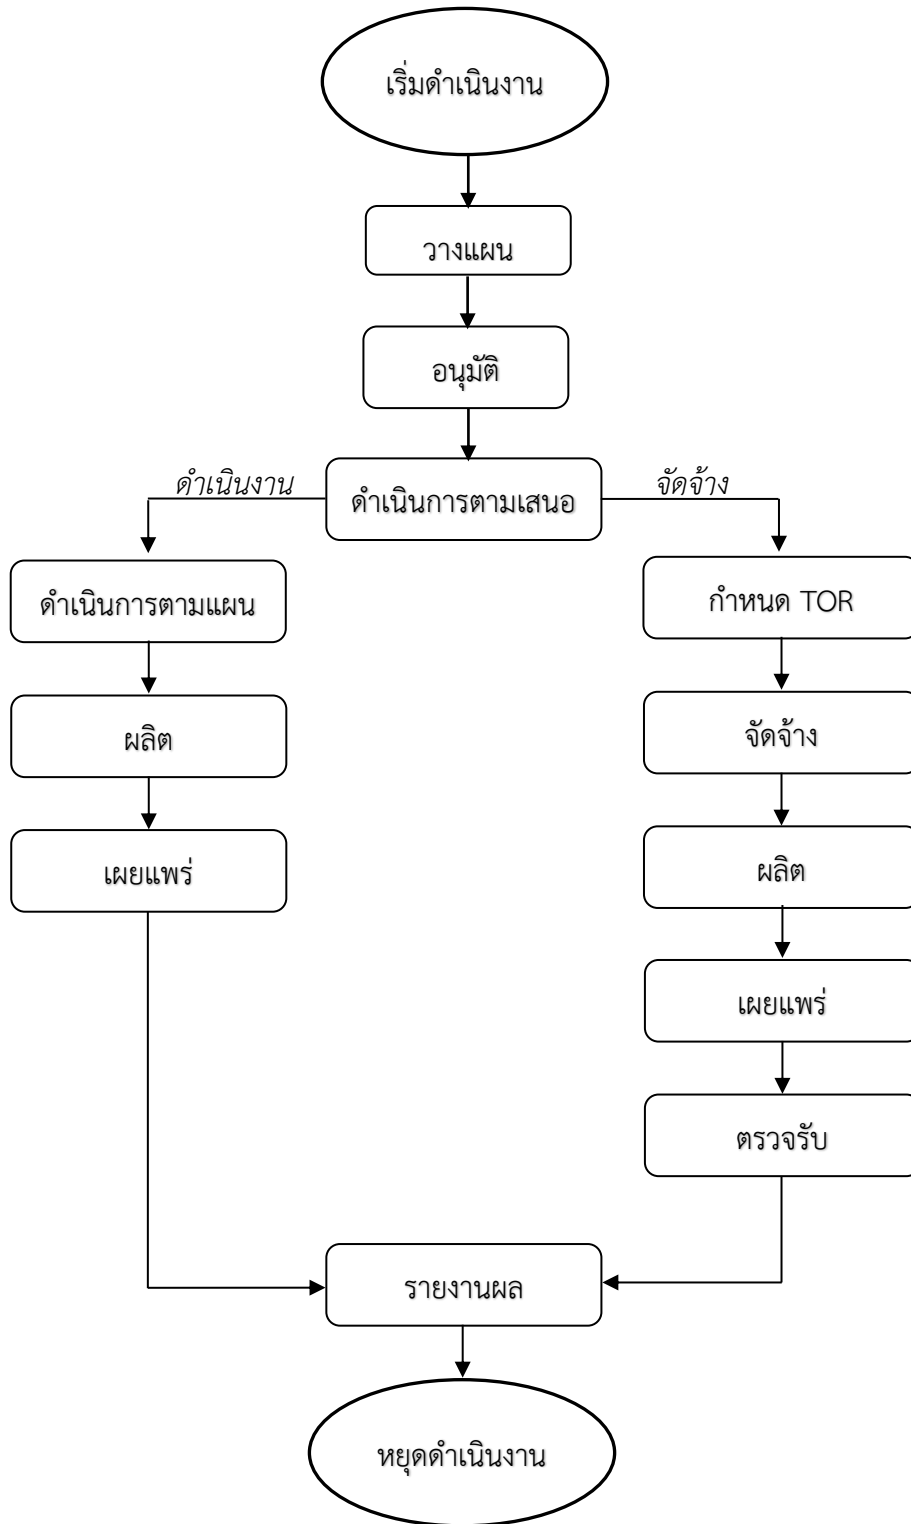 เริ่มดำเนินงาน
วางแผน
อนุมัติ
ดำเนินการตามเสนอ
ดำเนินงาน
ดำเนินการตามแผน
ผลิต
เผยแพร่
จัดจ้าง
กำหนด TOR
จัดจ้าง
ผลิต
เผยแพร่
ตรวจรับ
รายงานผล
หยุดดำเนินงาน